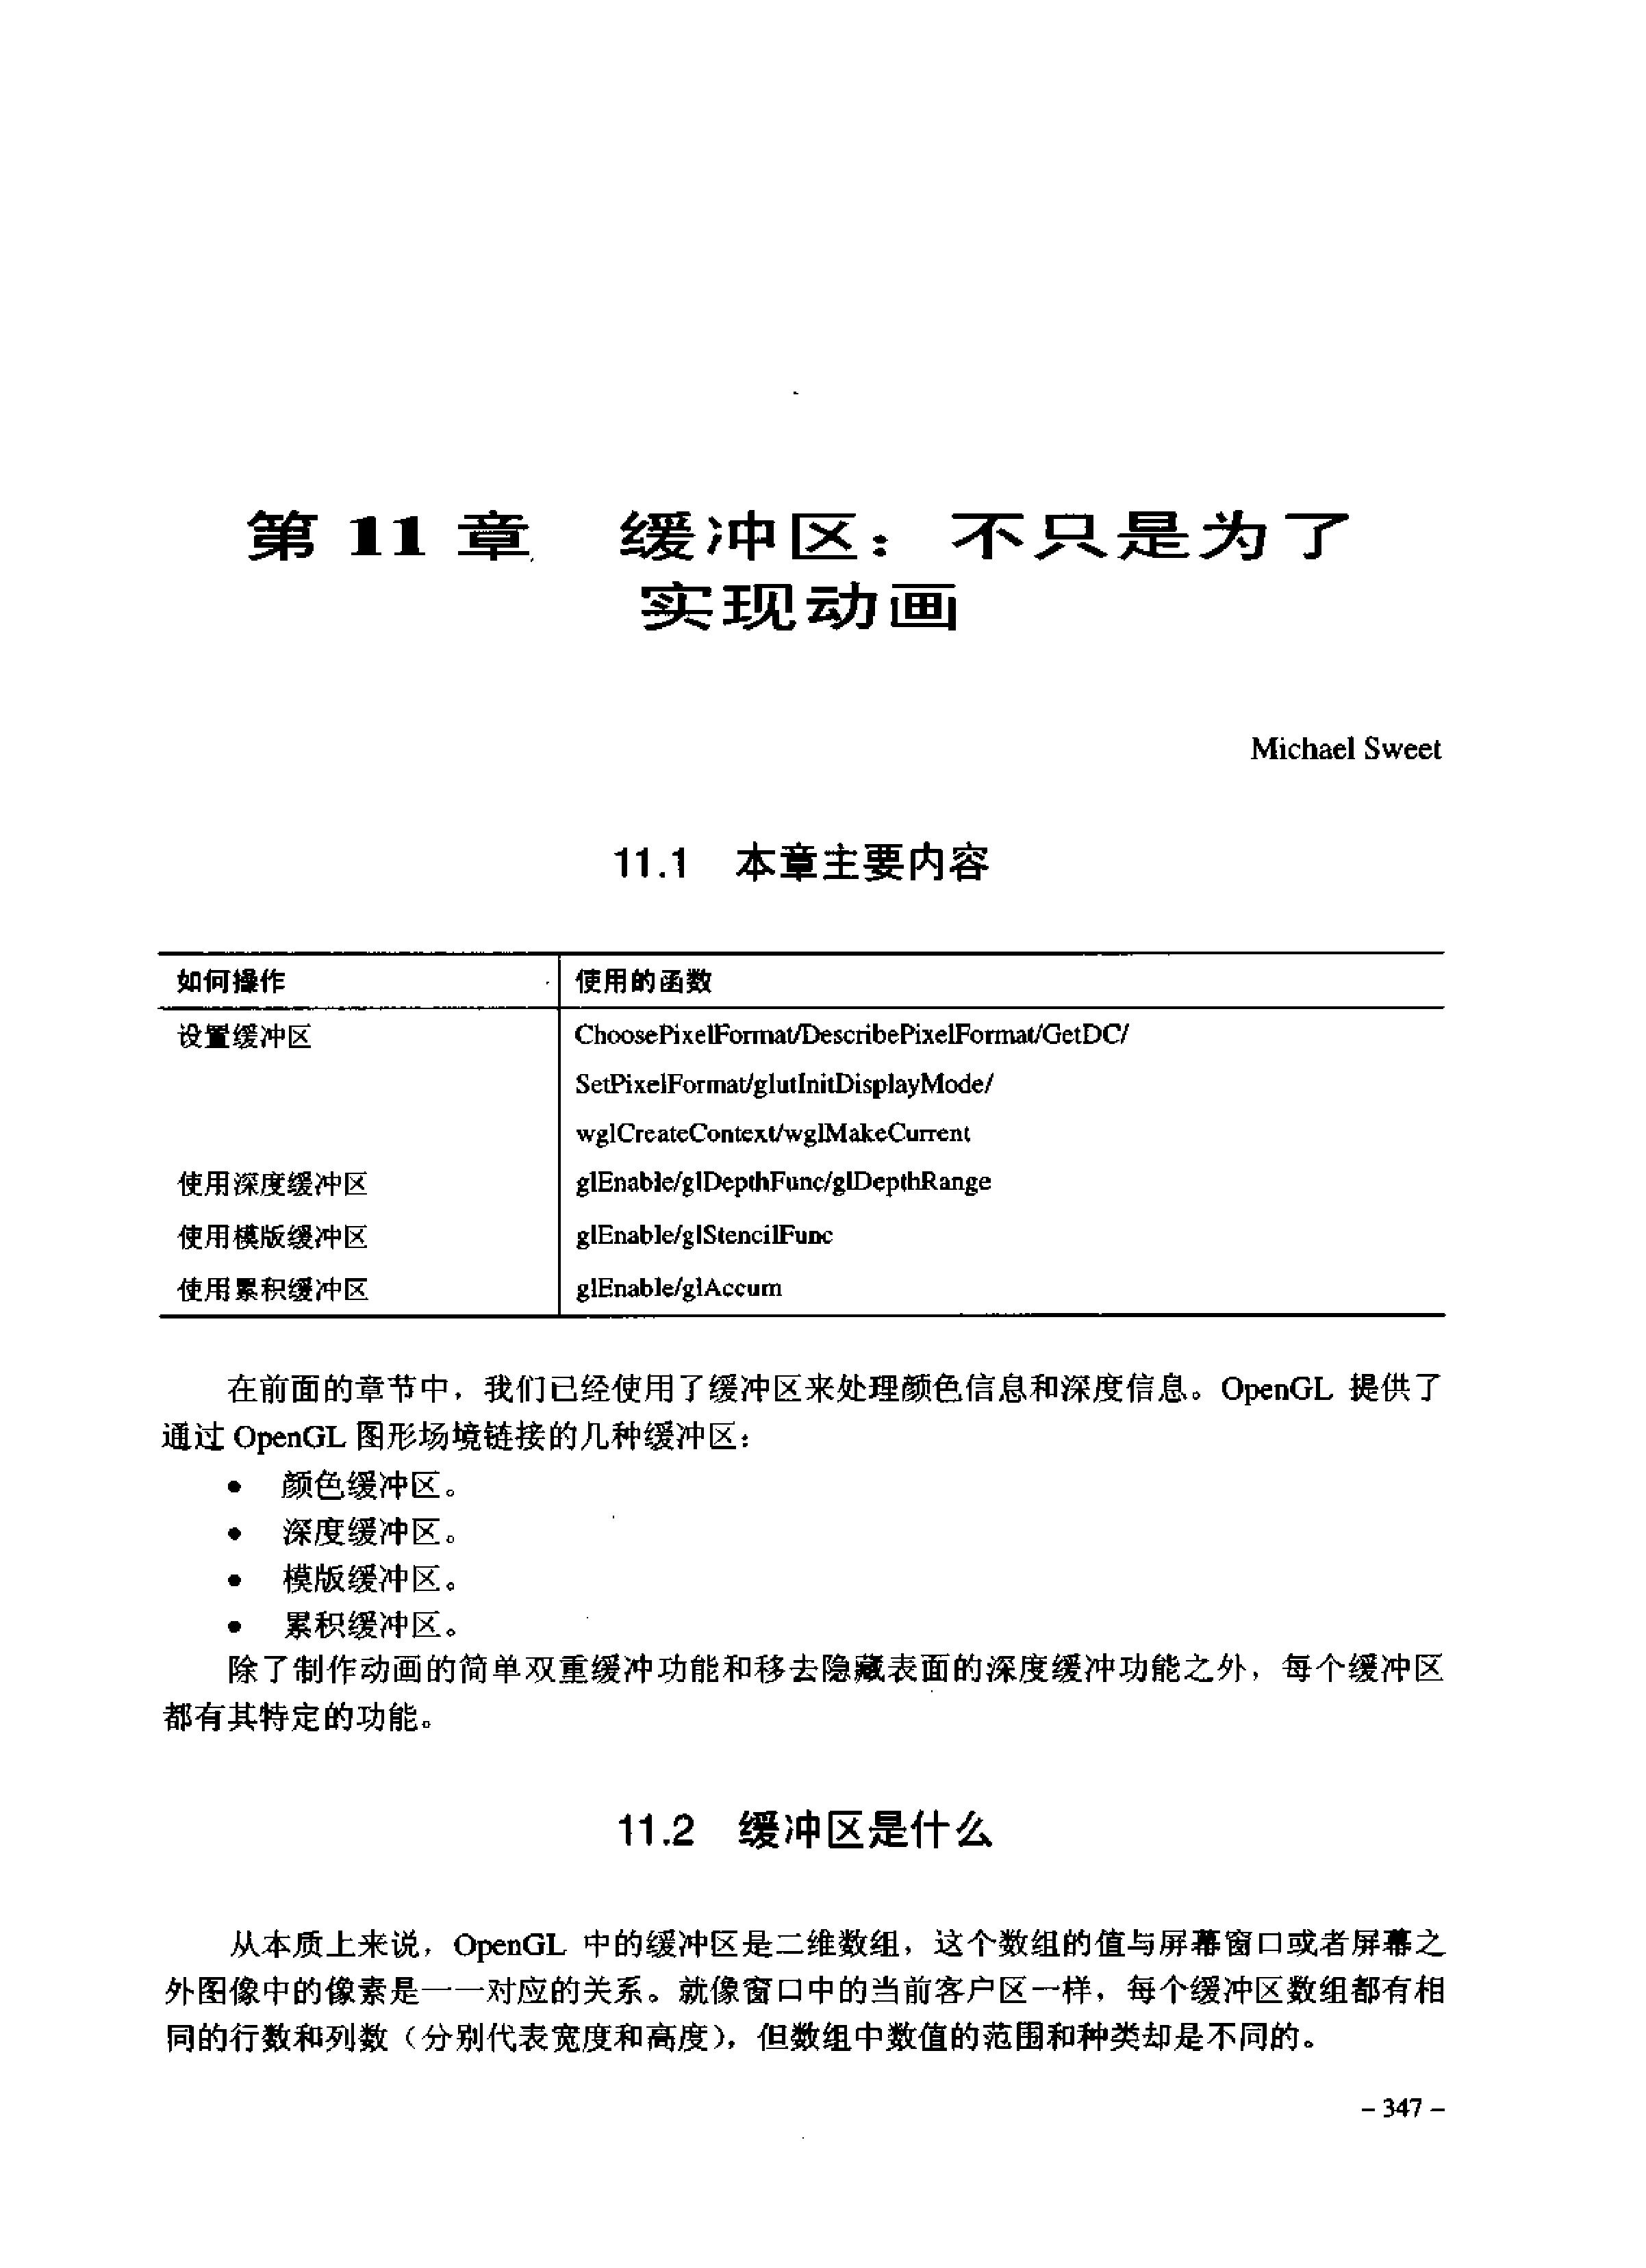 第 11 章　缓冲区：不只是为了
实现动画
Michael Sweet
11.1　本章主要内容
如何操作　使用的函数
设置缓冲区　ChoosePixelFormat/DescribePixelFormat/GetDC/
SetPixelFormat/glutInitDisplayMode/
wglCreateContext/wglMakeCurrent
使用深度缓冲区　glEnable/glDepthFunc/glDepthRange
使用模版缓冲区　glEnable/glStencilFunc
使用累积缓冲区　glEnable/glAccum
在前面的章节中，我们已经使用了缓冲区来处理颜色信息和深度信息。OpenGL 提供了
通过 OpenGL 图形场境链接的几种缓冲区：
● 颜色缓冲区。
● 深度缓冲区。
● 模版缓冲区。
● 累积缓冲区。
除了制作动画的简单双重缓冲功能和移去隐藏表面的深度缓冲功能之外，每个缓冲区
都有其特定的功能。
11.2　缓冲区是什么
从本质上来说，OpenGL 中的缓冲区是二维数组，这个数组的值与屏幕窗口或者屏幕之
外图像中的像素是一一对应的关系。就像窗口中的当前客户区一样，每个缓冲区数组都有相
同的行数和列数（分别代表宽度和高度），但数组中数值的范围和种类却是不同的。
– 347 –